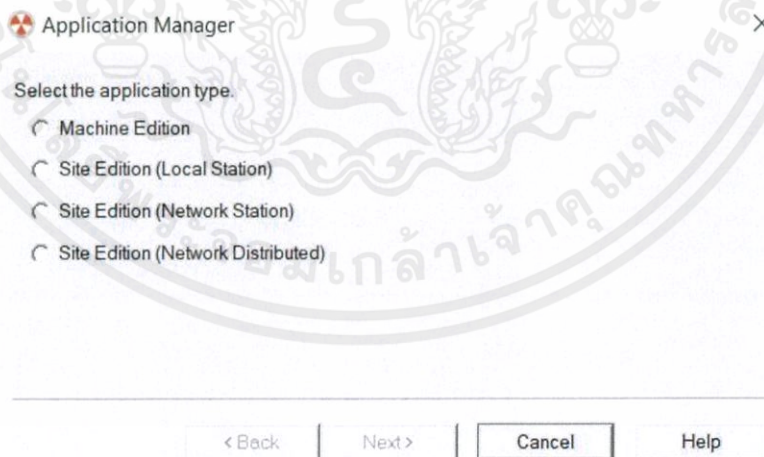 Application Manager
Select the application type.
Machine Edition
Site Edition (Local Station)
Site Edition (Network Station)
Site Edition (Network Distributed)
< Back Next > Cancel Help